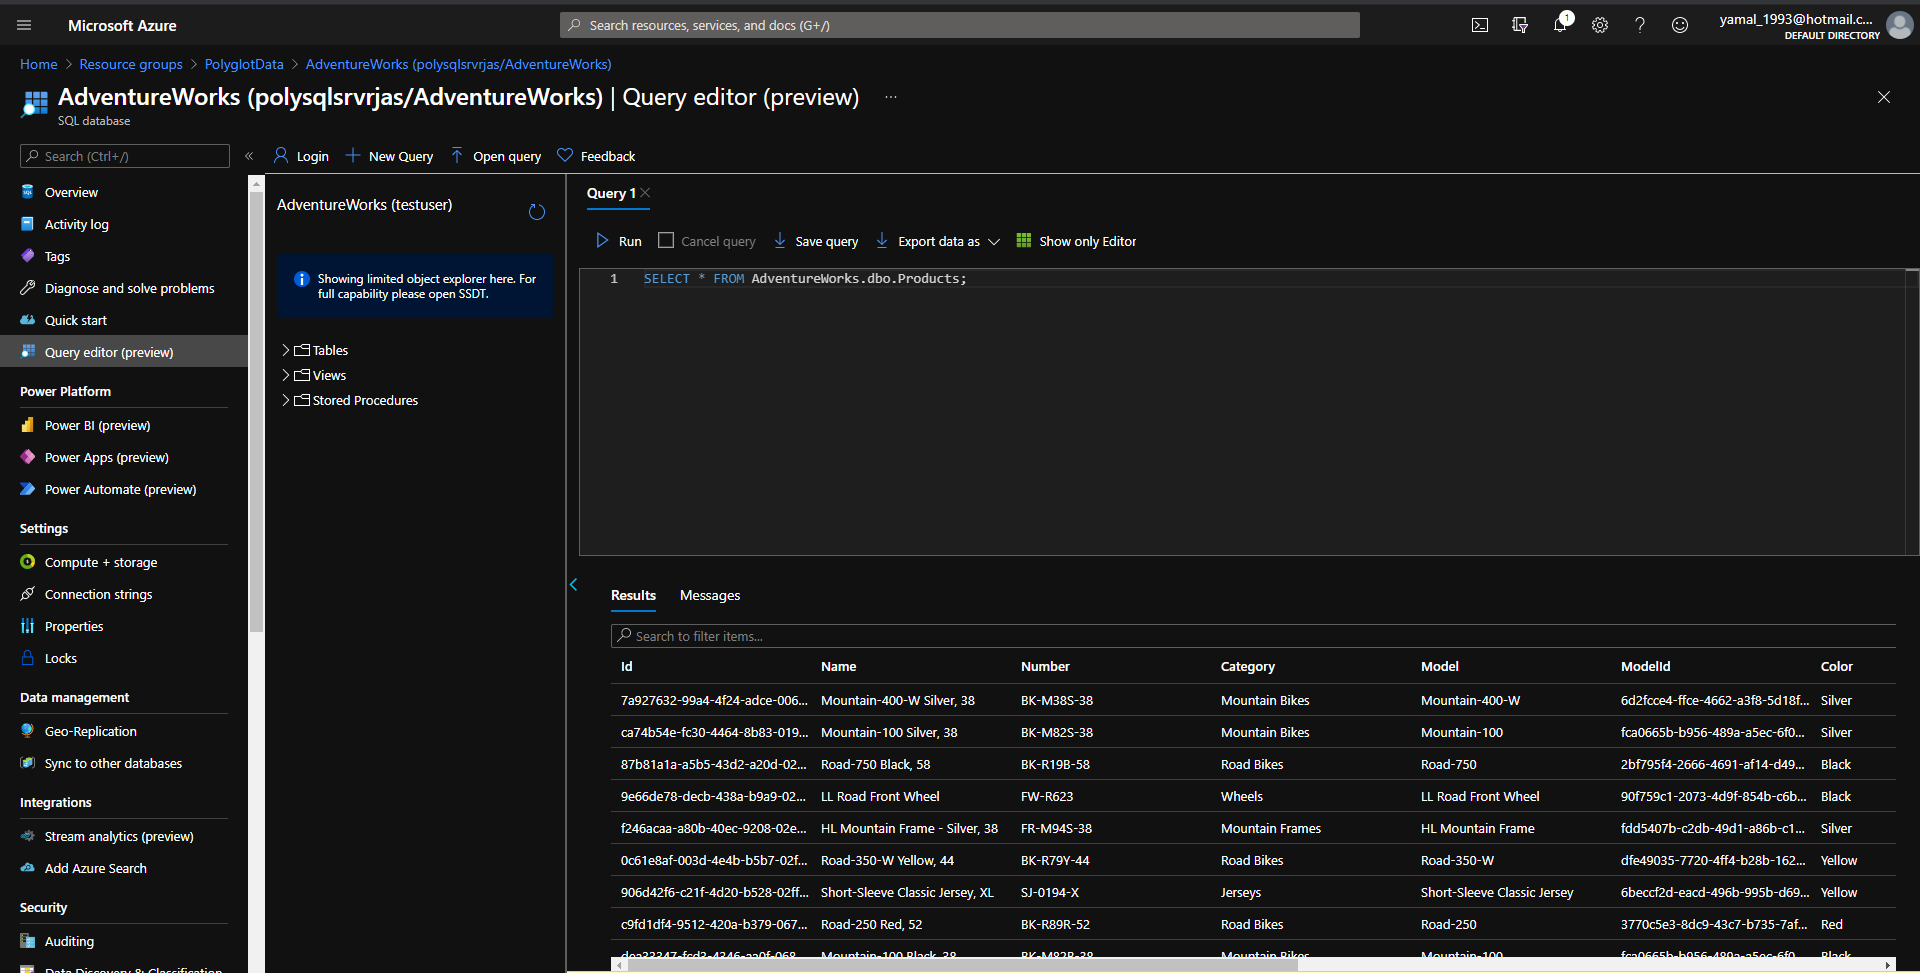 Microsoft Azure
Search resources, services, and docs (G+/)
1
yamal_1993@hotmail.c...
DEFAULT DIRECTORY
Home > Resource groups > PolyglotData > AdventureWorks (polysqlsrvrjas/AdventureWorks)
AdventureWorks (polysqlsrvrjas/AdventureWorks) | Query editor (preview) ...
SQL database
Search (Ctrl+/)
«
Login
New Query
Open query
Feedback
Overview
Activity log
Tags
Diagnose and solve problems
Quick start
Query editor (preview)
Power Platform
Power BI (preview)
Power Apps (preview)
Power Automate (preview)
Settings
Compute + storage
Connection strings
Properties
Locks
Data management
Geo-Replication
Sync to other databases
Integrations
Stream analytics (preview)
Add Azure Search
Security
Auditing
Data Discovery & Classification
AdventureWorks (testuser)
Showing limited object explorer here. For
full capability please open SSDT.
Tables
Views
Stored Procedures
Query 1
Run
Cancel query
Save query
Export data as
Show only Editor
1 SELECT * FROM AdventureWorks.dbo.Products;
Results Messages
Search to filter items...
Id Name Number Category Model ModelId Color
7a927632-99a4-4f24-adce-006... Mountain-400-W Silver, 38 BK-M38S-38 Mountain Bikes Mountain-400-W 6d2fcce4-ffce-4662-a3f8-5d18f... Silver
ca74b54e-fc30-4464-8b83-019... Mountain-100 Silver, 38 BK-M82S-38 Mountain Bikes Mountain-100 fca0665b-b956-489a-a5ec-6f0... Silver
87b81a1a-a5b5-43d2-a20d-02... Road-750 Black, 58 BK-R19B-58 Road Bikes Road-750 2bf795f4-2666-4691-af14-d49... Black
9e66de78-decb-438a-b9a9-02... LL Road Front Wheel FW-R623 Wheels LL Road Front Wheel 90f759c1-2073-4d9f-854b-c6b... Black
f246acaa-a80b-40ec-9208-02e... HL Mountain Frame - Silver, 38 FR-M94S-38 Mountain Frames HL Mountain Frame fdd5407b-c2db-49d1-a86b-c1... Silver
0c61e8af-003d-4e4b-b5b7-02f... Road-350-W Yellow, 44 BK-R79Y-44 Road Bikes Road-350-W dfe49035-7720-4ff4-b28b-162... Yellow
906d42f6-c21f-4d20-b528-02ff... Short-Sleeve Classic Jersey, XL SJ-0194-X Jerseys Short-Sleeve Classic Jersey 6beccf2d-eacd-496b-995b-d69... Yellow
c9fd1df4-9512-420a-b379-067... Road-250 Red, 52 BK-R89R-52 Road Bikes Road-250 3770c5e3-8dc9-43c7-b735-7af... Red
dea33347-fcd3-4346-aa0f-068... Mountain-100 Black, 38 BK-M82B-38 Mountain Bikes Mountain-100 fca0665b-b956-489a-a5ec-6f0... Black